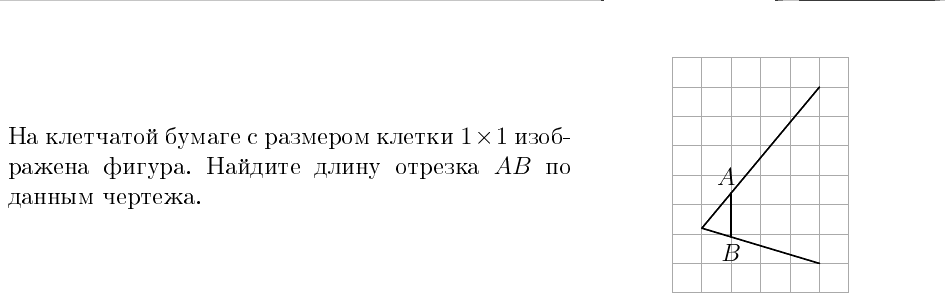 На клетчатой бумаге с размером клетки 1×1 изоб-
ражена фигура. Найдите длину отрезка AB по
данным чертежа.
A
B